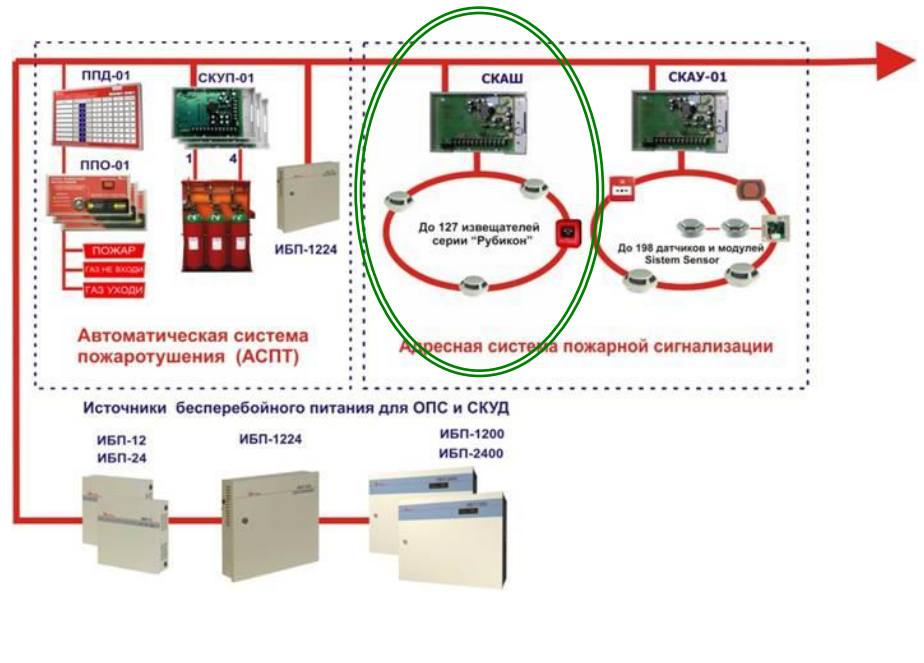 ППД-01
СКУП-01
СКАШ
СКАУ-01
1 4
ППО-01
ИБП-1224
ПОЖАР
ГАЗ НЕ ВХОДИ
ГАЗ УХОДИ
До 127 извещателей
серии “Рубикон”
До 198 датчиков и модулей
Sistem Sensor
Автоматическая система
пожаротушения (АСПТ)
Адресная система пожарной сигнализации
Источники бесперебойного питания для ОПС и СКУД
ИБП-12
ИБП-24
ИБП-1224
ИБП-1200
ИБП-2400